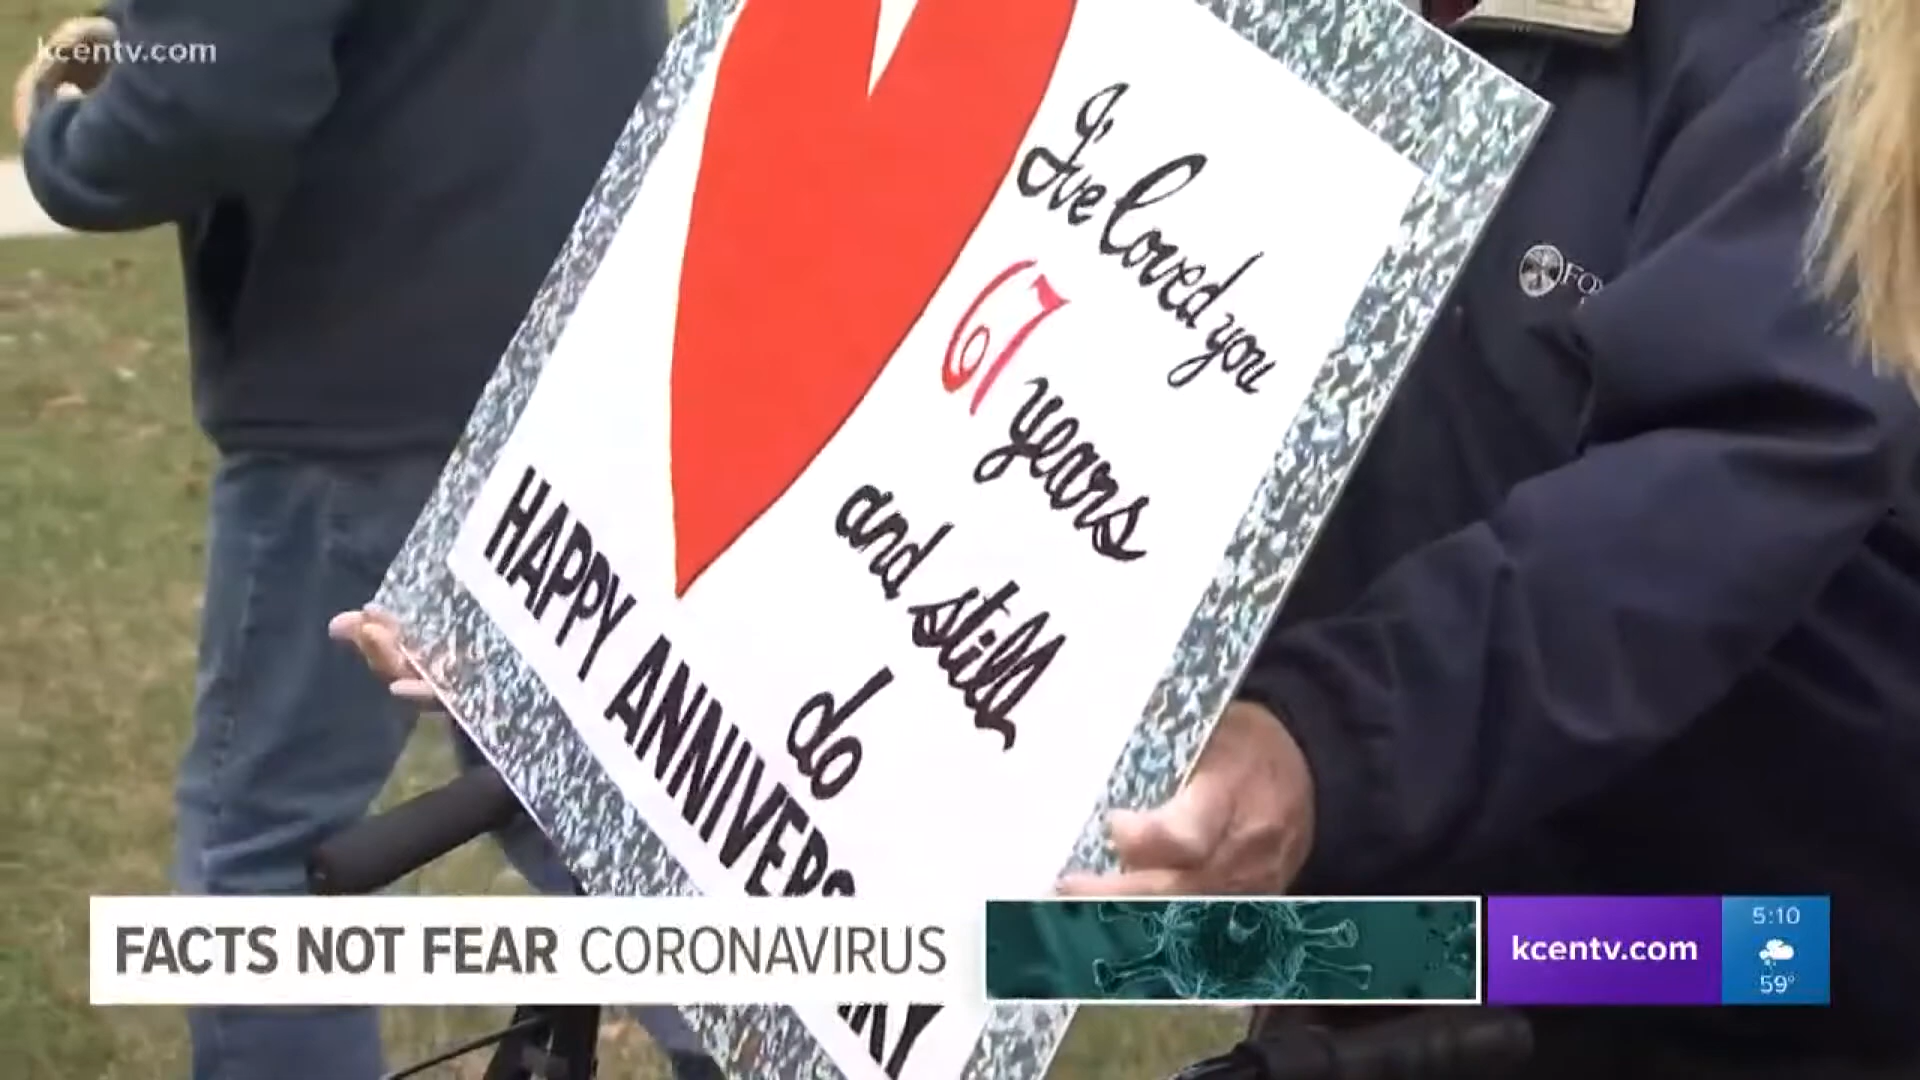 kcentv.com
I've loved you
67 years
and still
do
HAPPY ANNIVERS
RY
FACTS NOT FEAR CORONAVIRUS
kcentv.com
5:10
59°